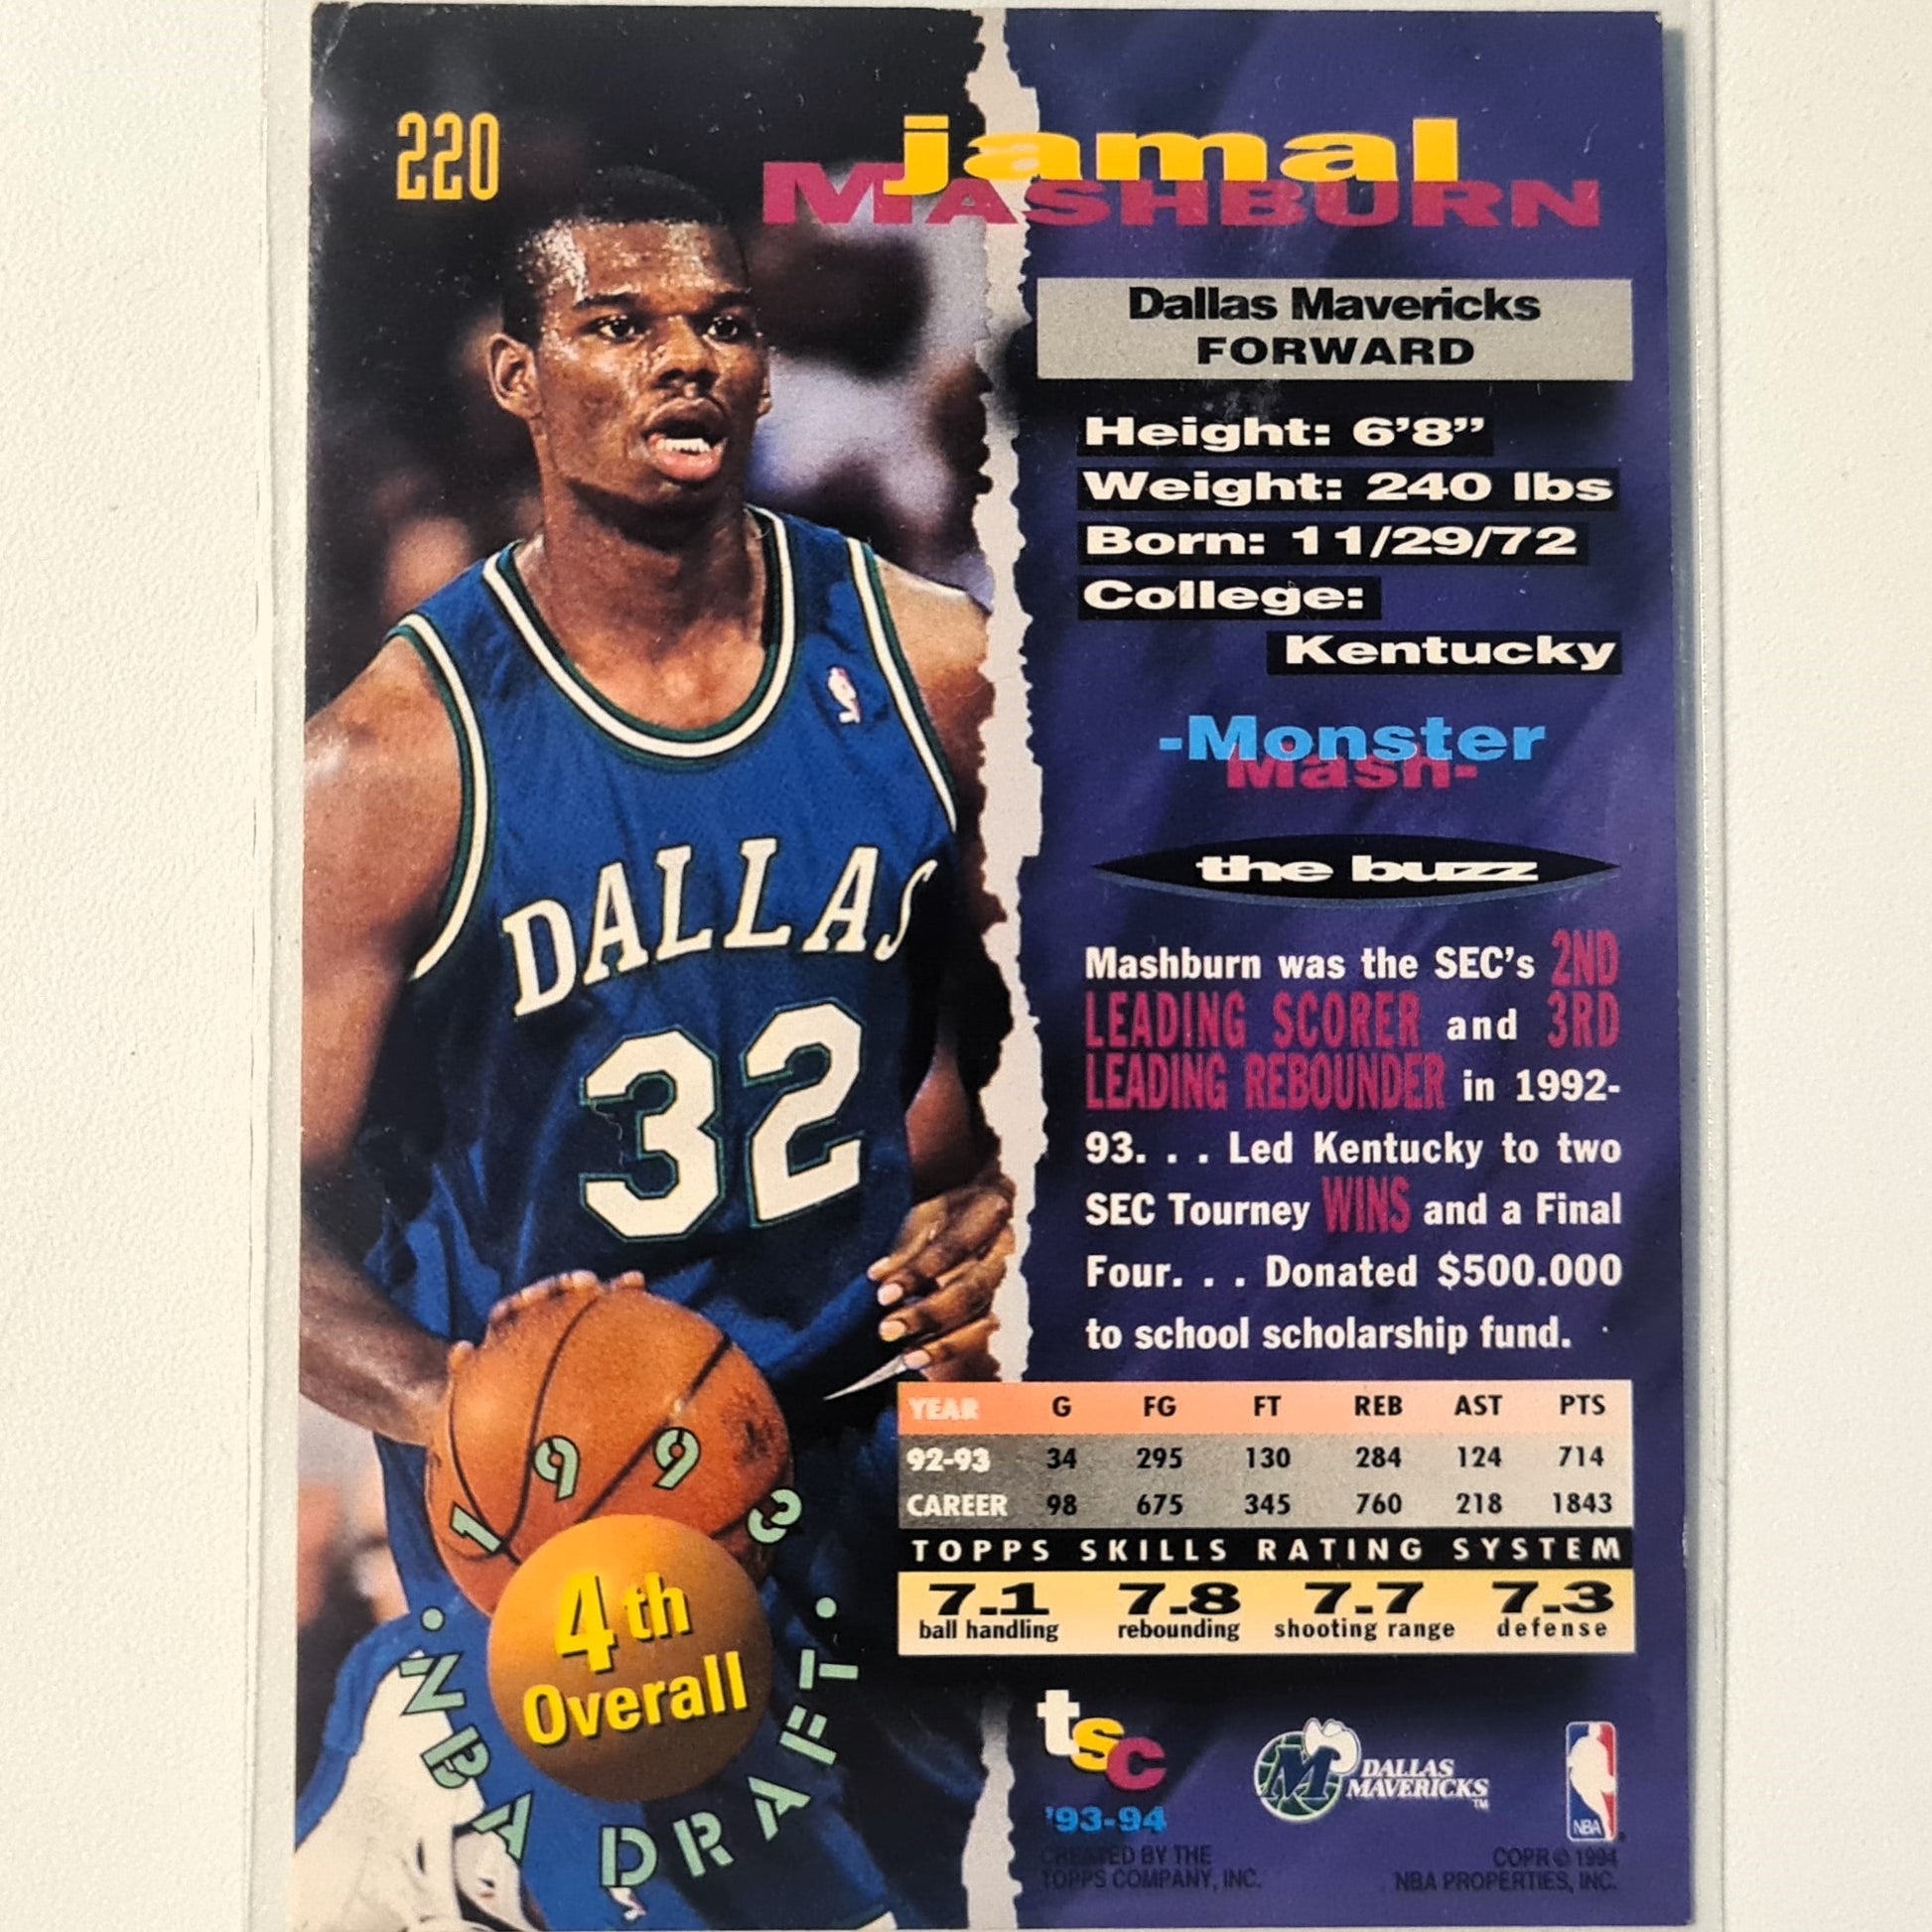 220
jamal
MASHBURN
Dallas Mavericks
FORWARD
Height: 6'8”
Weight: 240 lbs
Born: 11/29/72
College:
Kentucky
-Monster
Mash-
the buzz
Mashburn was the SEC's 2ND
LEADING SCORER and 3RD
LEADING REBOUNDER in 1992-
93. . . Led Kentucky to two
SEC Tourney WINS and a Final
Four. . . Donated $500.000
to school scholarship fund.
DALLAS
32
YEAR G FG FT REB AST PTS
92-93 34 295 130 284 124 714
CAREER 98 675 345 760 218 1843
TOPPS SKILLS RATING SYSTEM
7.1 7.8 7.7 7.3
ball handling rebounding shooting range defense
1993
4th
Overall
•NBA DRAFT•
tsc
'93-94
M DALLAS
MAVERICKS™
NBA
CREATED BY THE
TOPPS COMPANY, INC.
COPR © 1994
NBA PROPERTIES, INC.